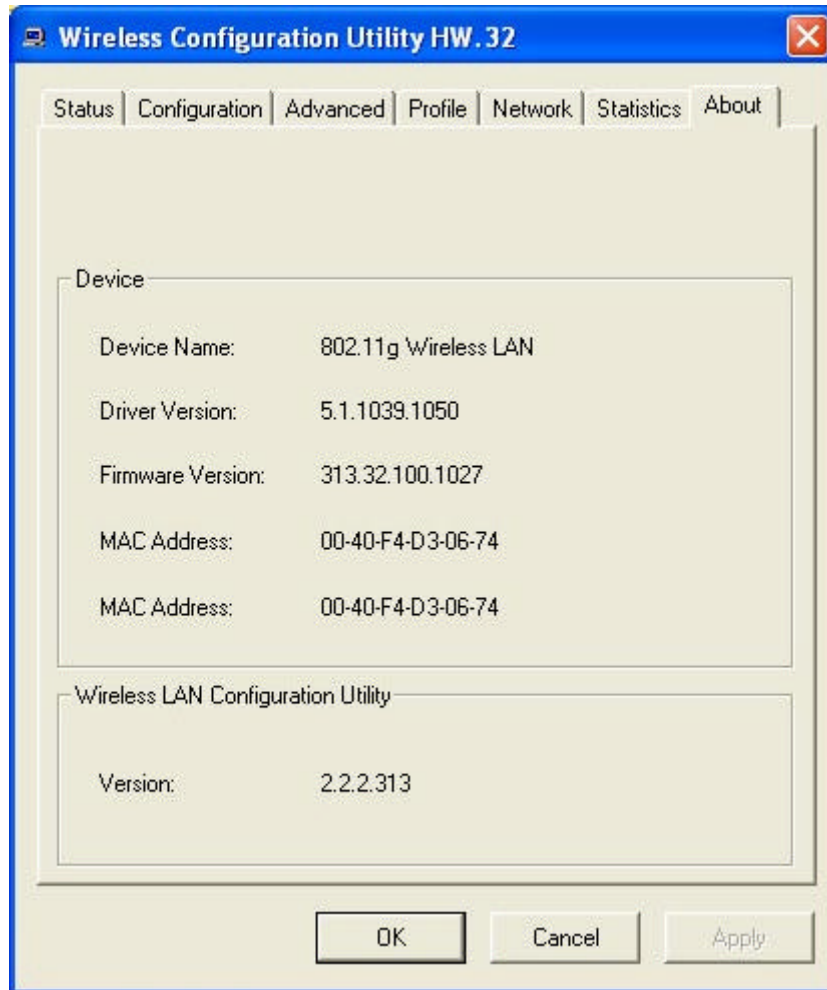 Wireless Configuration Utility HW.32
Status Configuration Advanced Profile Network Statistics About
Device
Device Name: 802.11g Wireless LAN
Driver Version: 5.1.1039.1050
Firmware Version: 313.32.100.1027
MAC Address: 00-40-F4-D3-06-74
MAC Address: 00-40-F4-D3-06-74
Wireless LAN Configuration Utility
Version: 2.2.2.313
OK Cancel Apply